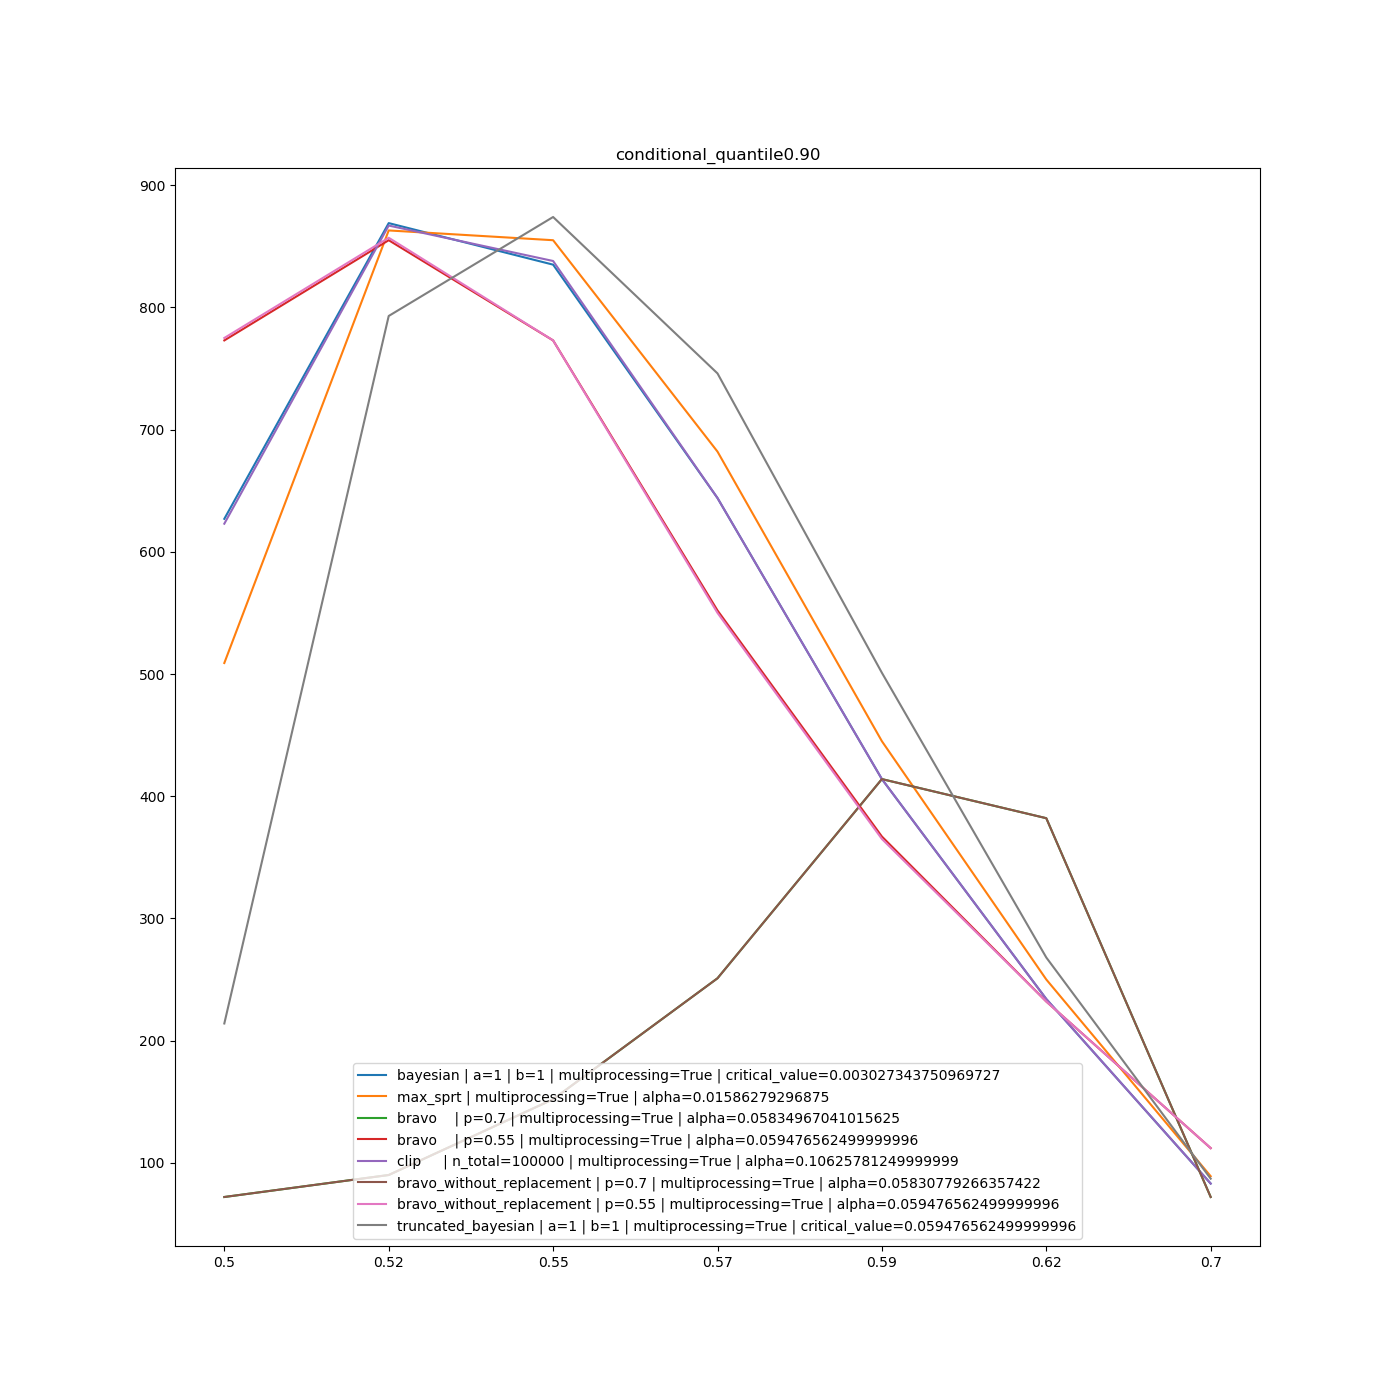 conditional_quantile0.90
900
800
700
600
500
400
300
200
100
bayesian | a=1 | b=1 | multiprocessing=True | critical_value=0.003027343750969727
max_sprt | multiprocessing=True | alpha=0.01586279296875
bravo    | p=0.7 | multiprocessing=True | alpha=0.05834967041015625
bravo    | p=0.55 | multiprocessing=True | alpha=0.059476562499999996
clip     | n_total=100000 | multiprocessing=True | alpha=0.10625781249999999
bravo_without_replacement | p=0.7 | multiprocessing=True | alpha=0.05830779266357422
bravo_without_replacement | p=0.55 | multiprocessing=True | alpha=0.059476562499999996
truncated_bayesian | a=1 | b=1 | multiprocessing=True | critical_value=0.059476562499999996
0.5 0.52 0.55 0.57 0.59 0.62 0.7